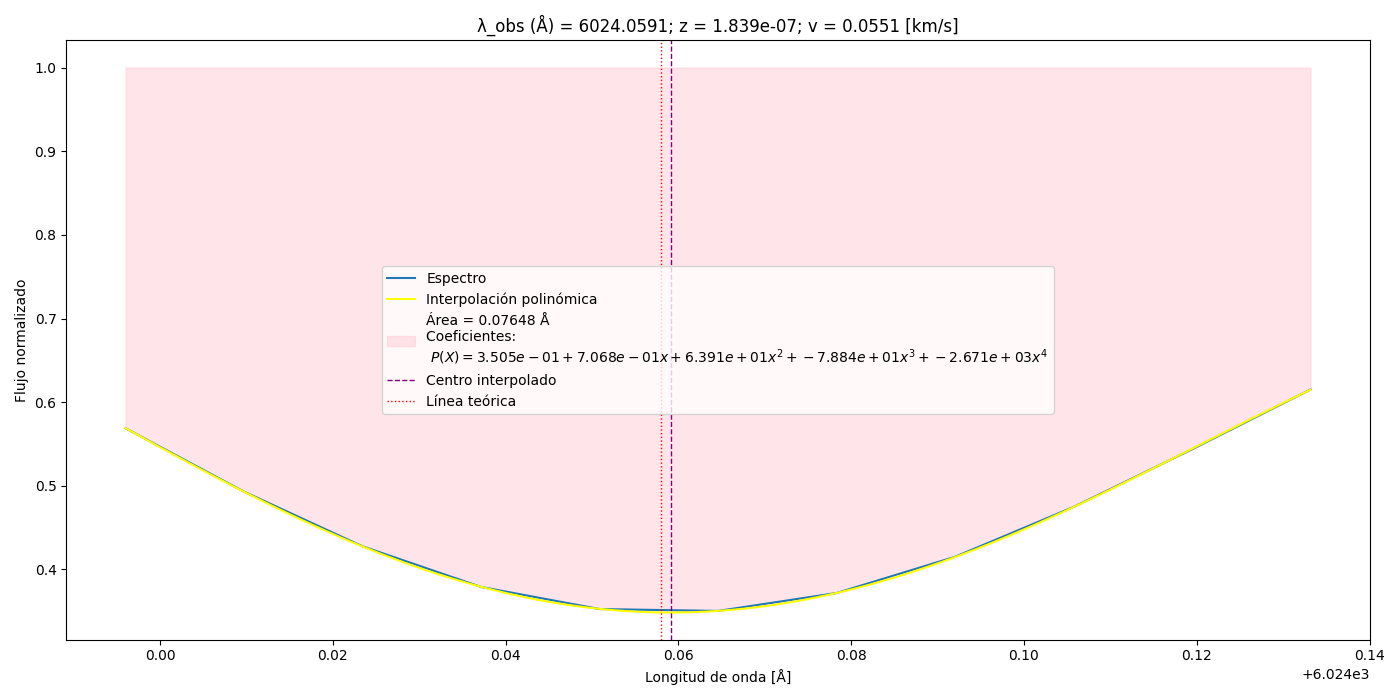 λ_obs (Å) = 6024.0591; z = 1.839e-07; v = 0.0551 [km/s]
1.0
0.9
0.8
0.7
0.6
0.5
0.4
Flujo normalizado
Espectro
Interpolación polinómica
Área = 0.07648 Å
Coeficientes:
P(X) = 3.505e − 01 + 7.068e − 01x + 6.391e + 01x² + −7.884e + 01x³ + −2.671e + 03x⁴
Centro interpolado
Línea teórica
0.00 0.02 0.04 0.06 0.08 0.10 0.12 0.14
+6.024e3
Longitud de onda [Å]